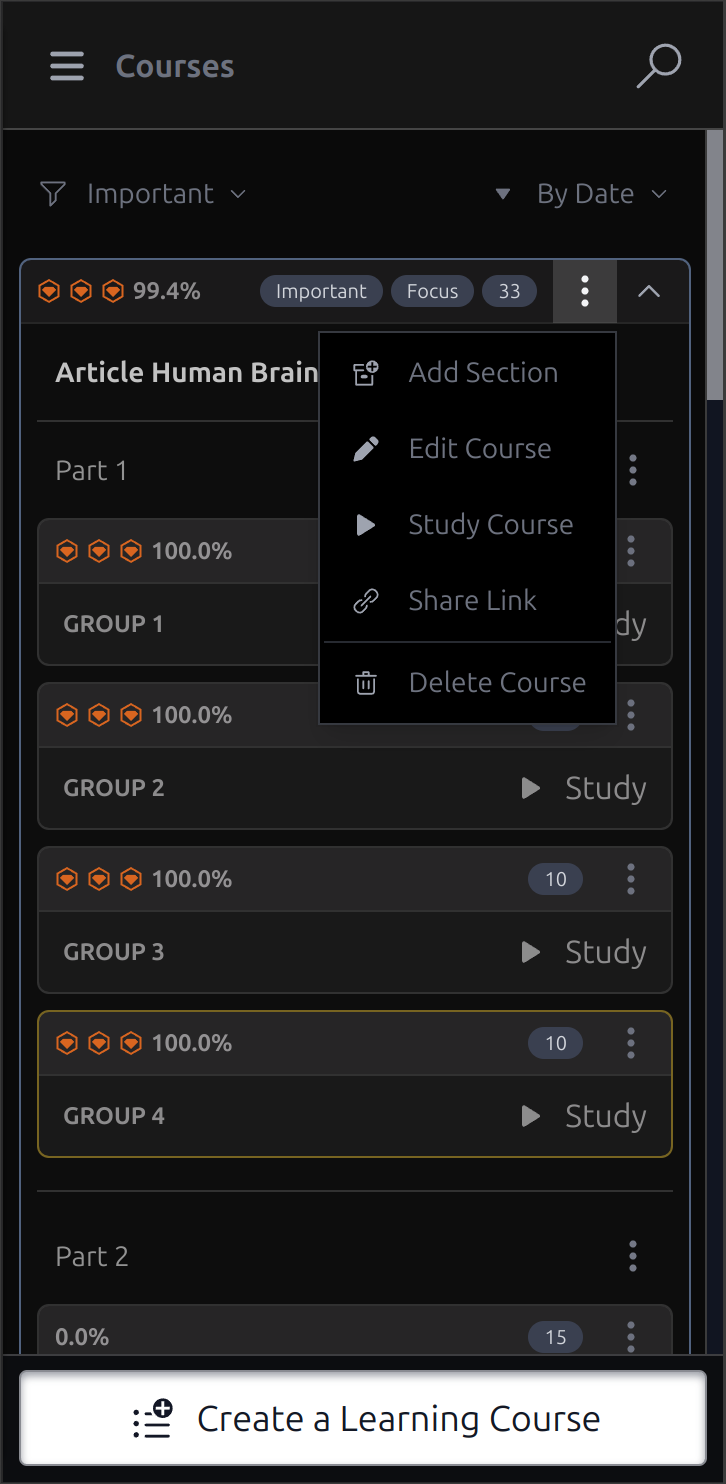 Courses
Important By Date
99.4% Important Focus 33
Article Human Brain
Add Section
Edit Course
Study Course
Share Link
Delete Course
Part 1
100.0%
GROUP 1
100.0%
GROUP 2 Study
100.0% 10
GROUP 3 Study
100.0% 10
GROUP 4 Study
Part 2
0.0% 15
Create a Learning Course